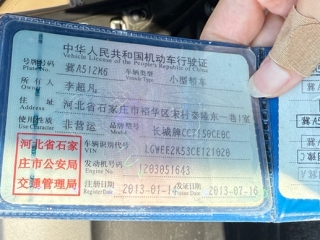 中华人民共和国机动车行驶证
Vehicle License of the People's Republic of China
号牌号码 冀A512K6 车辆类型 小型轿车
Plate No. Vehicle Type
所有人 李超凡
Owner
住址 河北省石家庄市裕华区宋村
Address
使用性质 非营运 品牌型号 长城牌CC7150CE0C
Use Character Model
车辆识别代号 LGWEE2K53CE121020
VIN
发动机号码 1203051643
Engine No.
注册日期 2013-01-14 发证日期 2013-07-16
Register Date Issue Date
河北省石家
庄市公安局
交通管理局